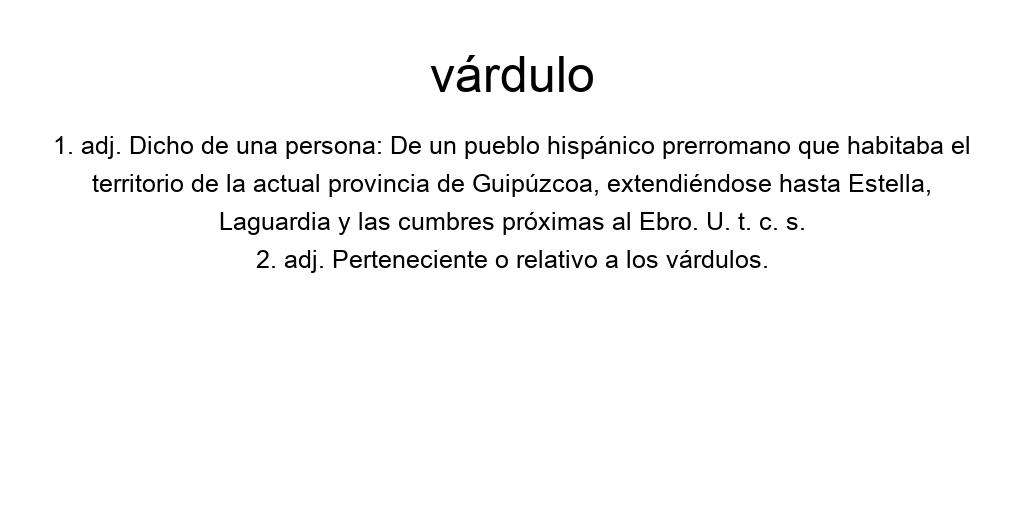 várdulo
1. adj. Dicho de una persona: De un pueblo hispánico prerromano que habitaba el
territorio de la actual provincia de Guipúzcoa, extendiéndose hasta Estella,
Laguardia y las cumbres próximas al Ebro. U. t. c. s.
2. adj. Perteneciente o relativo a los várdulos.